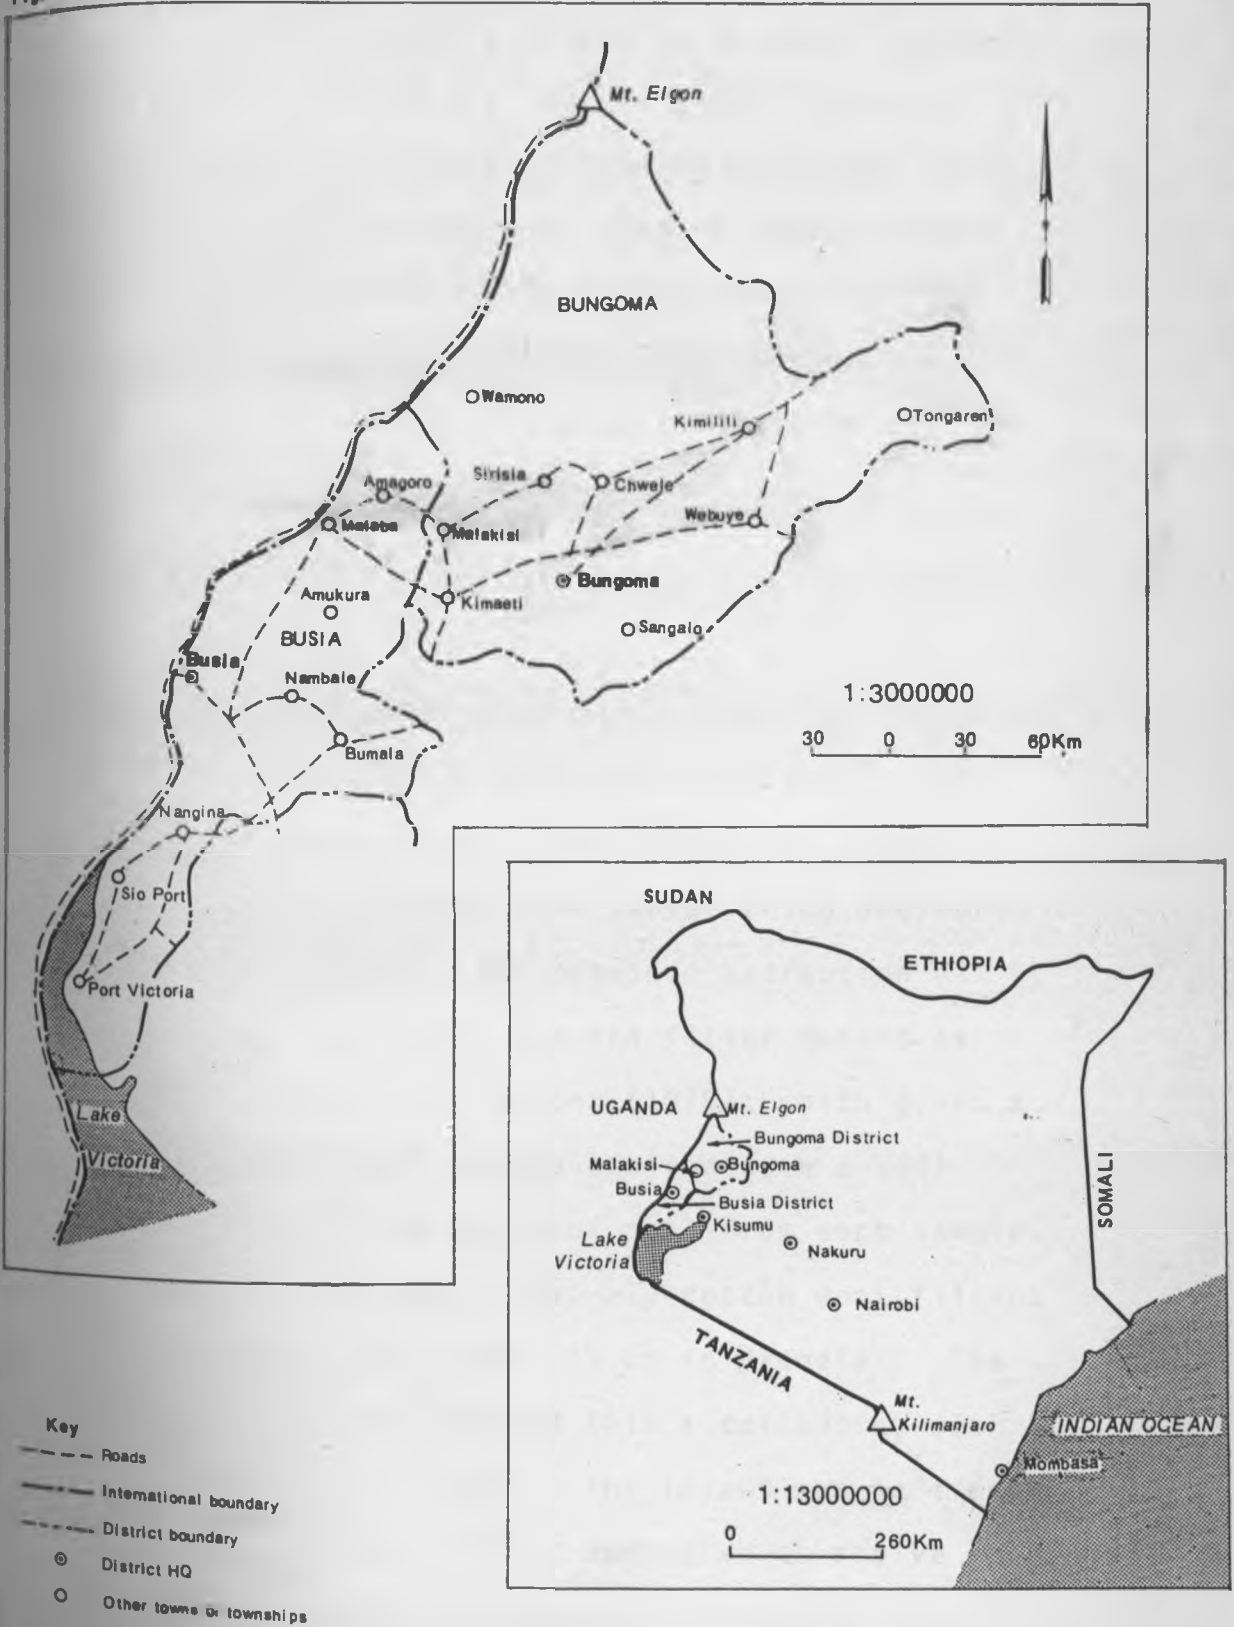 Mt. Elgon
BUNGOMA
Wamono
Kimilili
Tongaren
Amagoro
Sirisia
Chwele
Malaba
Malakisi
Webuye
Bungoma
Amukura
Kimaeti
BUSIA
Sangalo
Busia
Nambale
1:3000000
Bumala
30 0 30 60Km
Nangina
Sio Port
Port Victoria
Lake
Victoria
SUDAN
ETHIOPIA
UGANDA
Mt. Elgon
Bungoma District
Malakisi
Bungoma
Busia
Busia District
Kisumu
SOMALI
Lake
Victoria
Nakuru
Nairobi
TANZANIA
Mt.
Kilimanjaro
INDIAN OCEAN
Mombasa
1:13000000
0 260Km
Key
Roads
International boundary
District boundary
District HQ
Other towns or townships